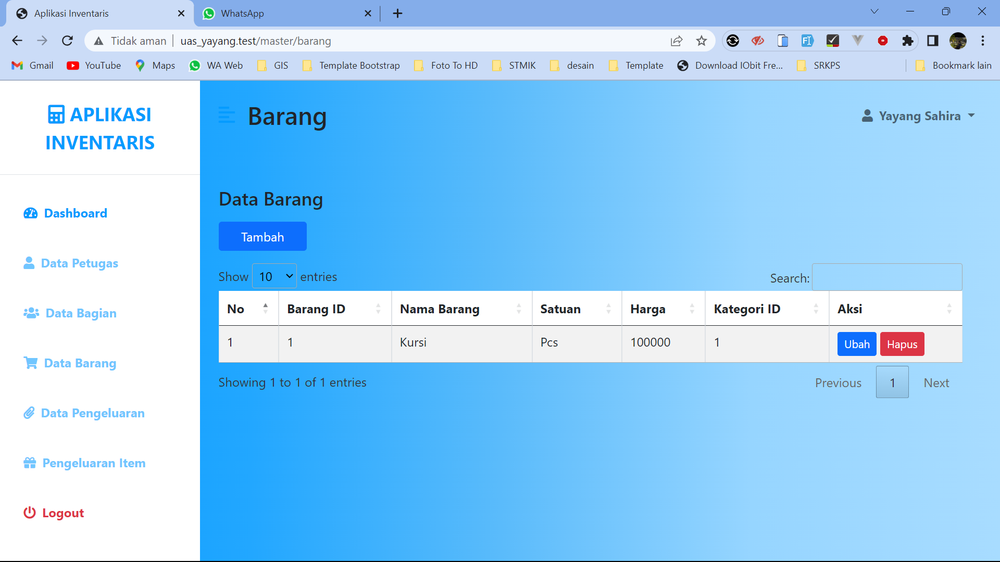 Aplikasi Inventaris
WhatsApp
Tidak aman
uas_yayang.test/master/barang
Gmail
YouTube
Maps
WA Web
GIS
Template Bootstrap
Foto To HD
STMIK
desain
Template
Download IObit Fre...
SRKPS
Bookmark lain
APLIKASI
INVENTARIS
Barang
Yayang Sahira
Dashboard
Data Petugas
Data Bagian
Data Barang
Data Pengeluaran
Pengeluaran Item
Logout
Data Barang
Tambah
Show 10 entries
Search:
No Barang ID Nama Barang Satuan Harga Kategori ID Aksi
1 1 Kursi Pcs 100000 1 Ubah Hapus
Showing 1 to 1 of 1 entries
Previous 1 Next